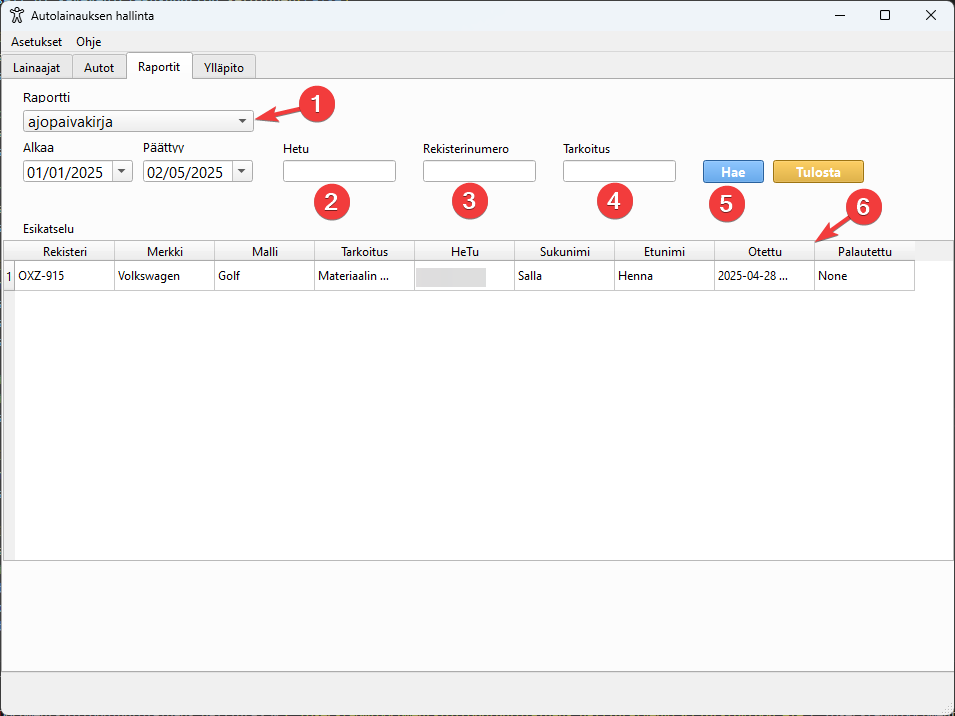 Autolainauksen hallinta
Asetukset Ohje
Lainaajat Autot Raportit Ylläpito
Raportti
1
ajopaivakirja
Alkaa Päättyy Hetu Rekisterinumero Tarkoitus
01/01/2025 02/05/2025 Hae Tulosta
2 3 4 5 6
Esikatselu
Rekisteri Merkki Malli Tarkoitus HeTu Sukunimi Etunimi Otettu Palautettu
1 OXZ-915 Volkswagen Golf Materiaalin ... Salla Henna 2025-04-28 ... None